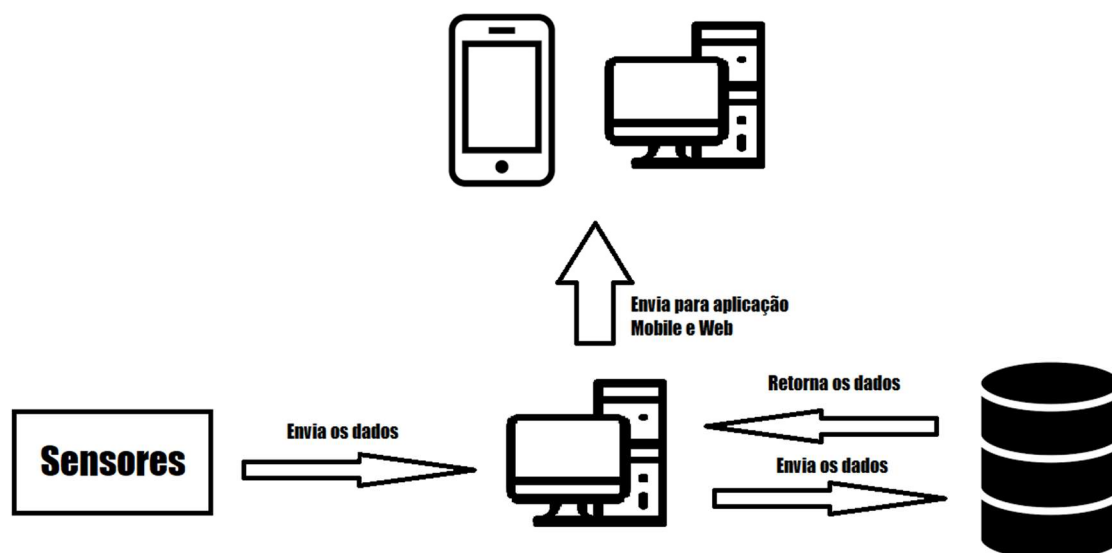 Envia para aplicação
Mobile e Web
Retorna os dados
Sensores
Envia os dados
Envia os dados